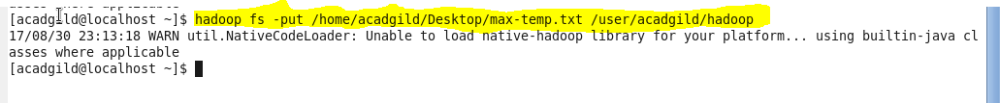 [acadgild@localhost ~]$ hadoop fs -put /home/acadgild/Desktop/max-temp.txt /user/acadgild/hadoop
17/08/30 23:13:18 WARN util.NativeCodeLoader: Unable to load native-hadoop library for your platform... using builtin-java cl
asses where applicable
[acadgild@localhost ~]$